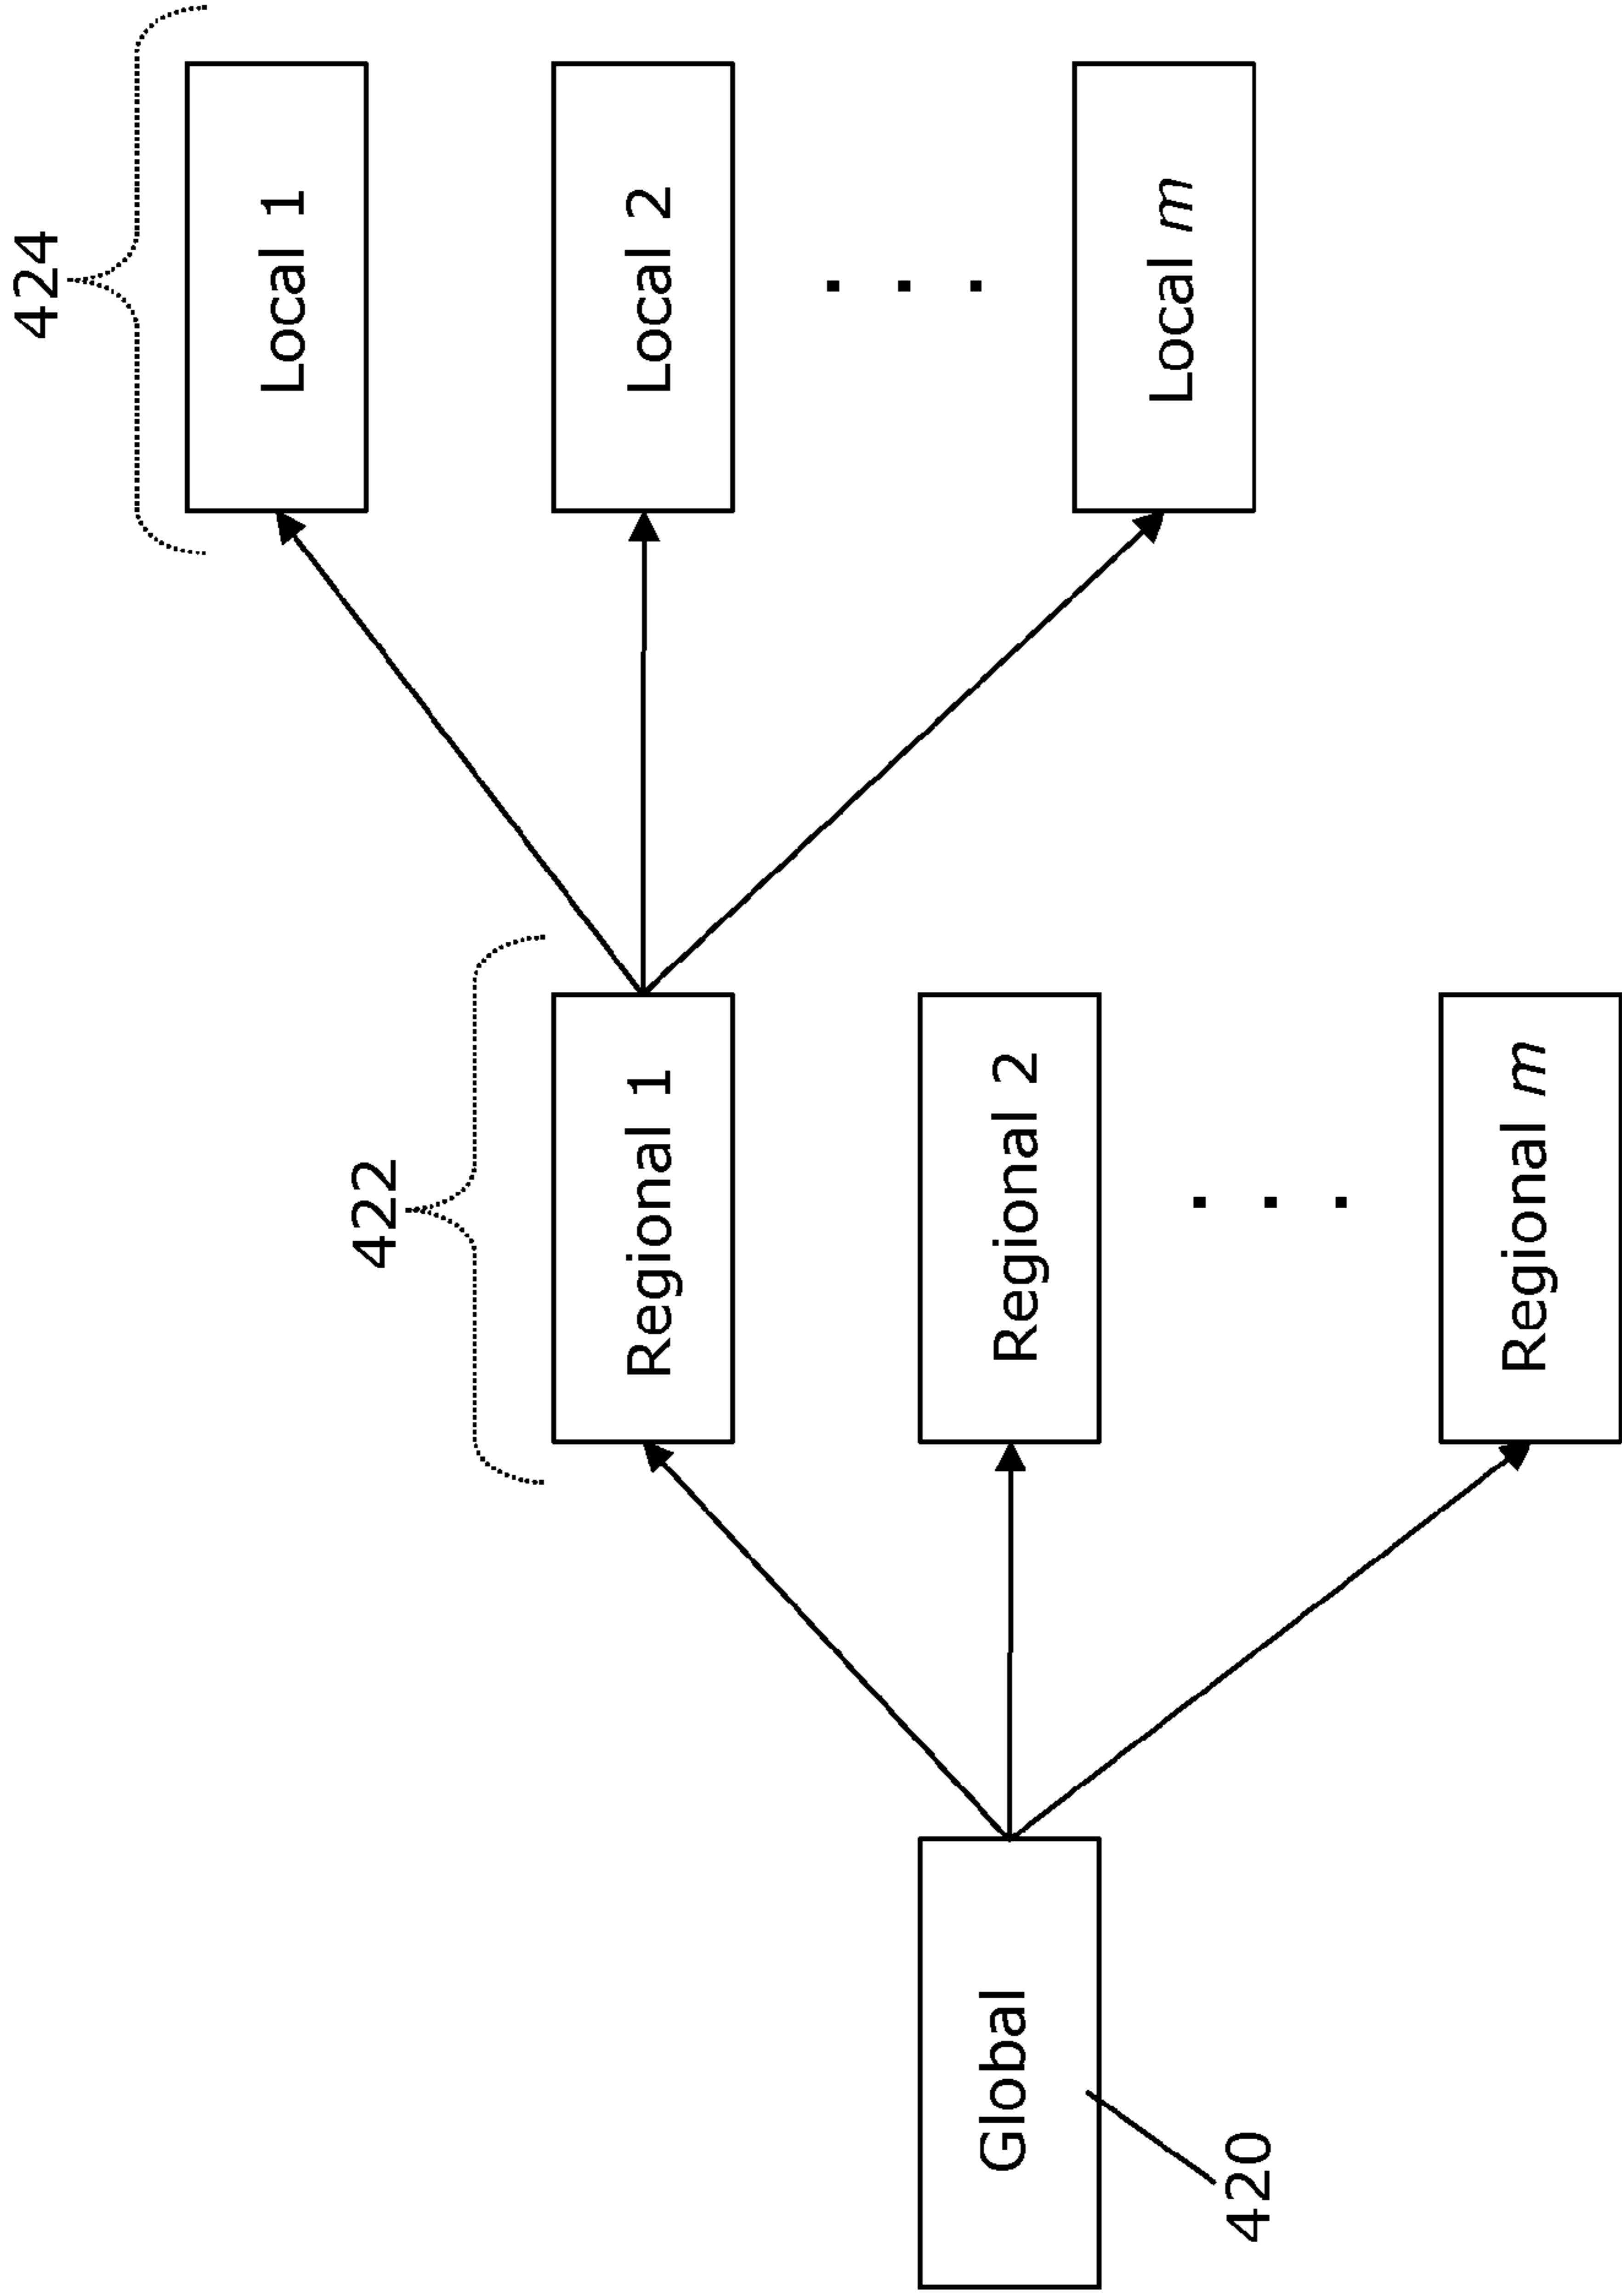 424
Local 1
Local 2
. . .
Local m
422
Regional 1
Regional 2
. . .
Regional m
Global
420